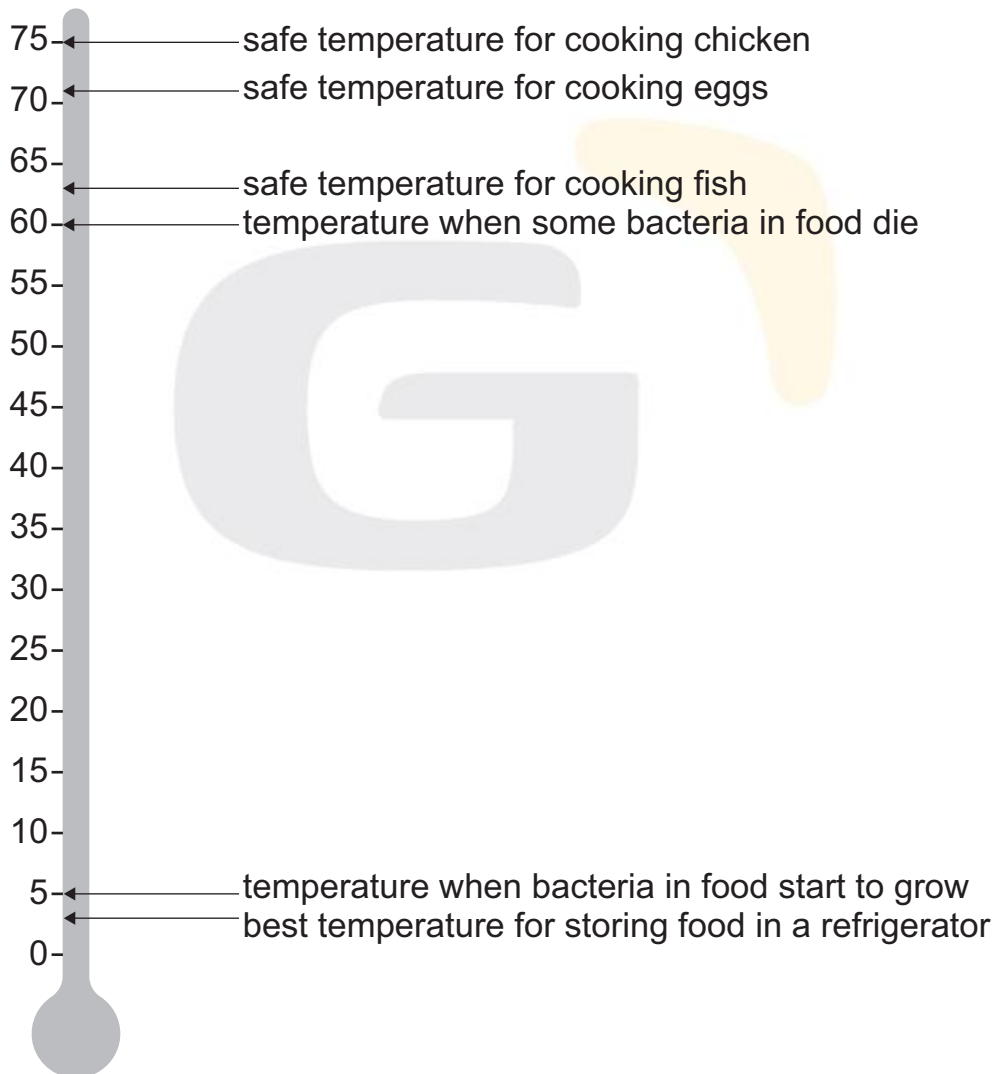 75 safe temperature for cooking chicken
70 safe temperature for cooking eggs
65
safe temperature for cooking fish
60 temperature when some bacteria in food die
55
50
45
40
35
30
25
20
15
10
5 temperature when bacteria in food start to grow
best temperature for storing food in a refrigerator
0
G